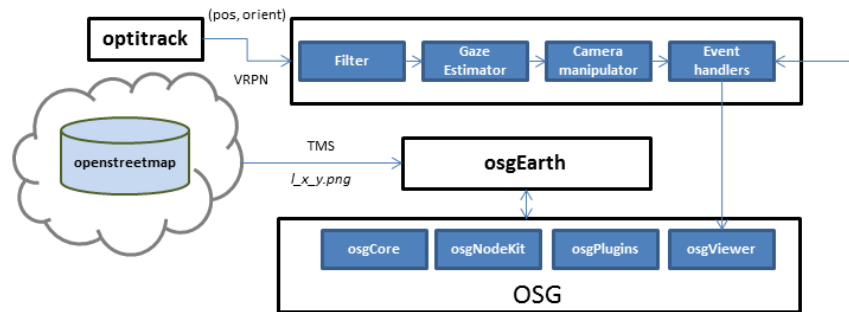 (pos, orient)
optitrack
VRPN
Filter
Gaze
Estimator
Camera
manipulator
Event
handlers
openstreetmap
TMS
l_x_y.png
osgEarth
osgCore
osgNodeKit
osgPlugins
osgViewer
OSG